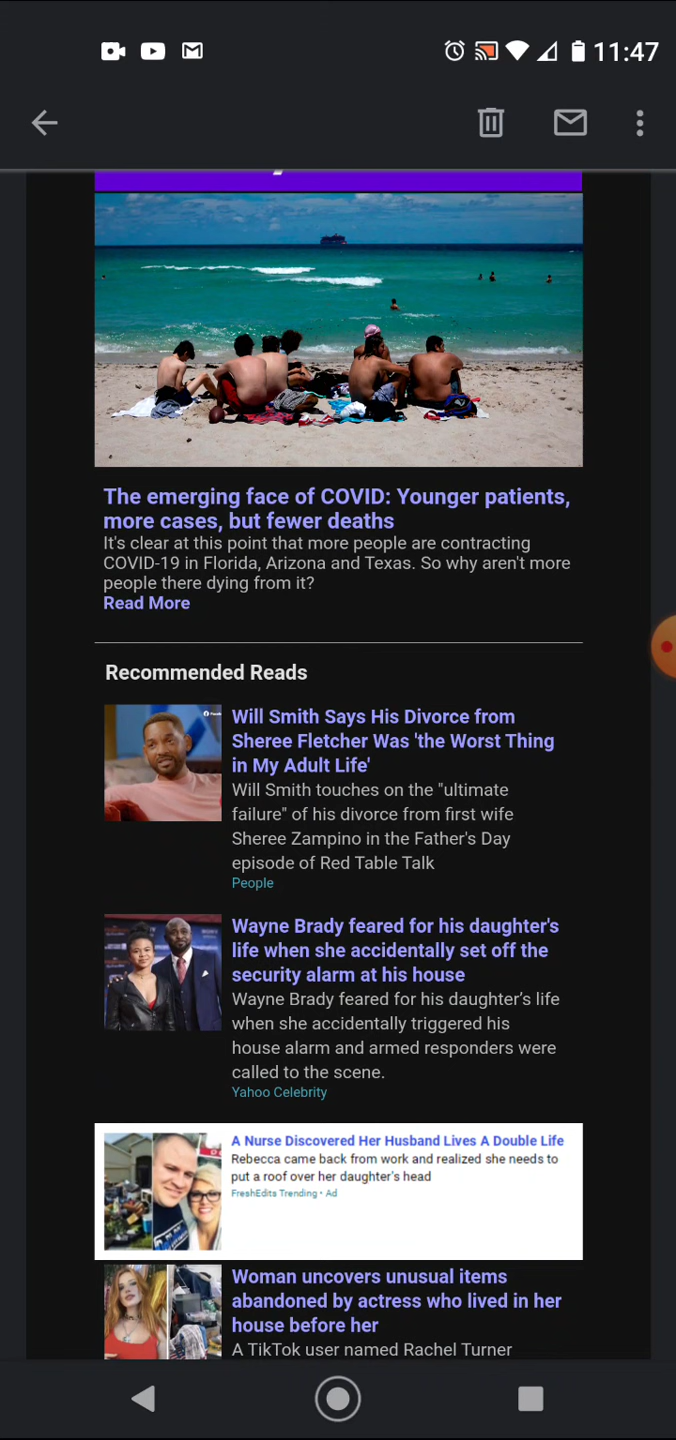 11:47
The emerging face of COVID: Younger patients,
more cases, but fewer deaths
It's clear at this point that more people are contracting
COVID-19 in Florida, Arizona and Texas. So why aren't more
people there dying from it?
Read More
Recommended Reads
Will Smith Says His Divorce from
Sheree Fletcher Was 'the Worst Thing
in My Adult Life'
Will Smith touches on the "ultimate
failure" of his divorce from first wife
Sheree Zampino in the Father's Day
episode of Red Table Talk
People
Wayne Brady feared for his daughter's
life when she accidentally set off the
security alarm at his house
Wayne Brady feared for his daughter’s life
when she accidentally triggered his
house alarm and armed responders were
called to the scene.
Yahoo Celebrity
A Nurse Discovered Her Husband Lives A Double Life
Rebecca came back from work and realized she needs to
put a roof over her daughter's head
FreshEdits Trending • Ad
Woman uncovers unusual items
abandoned by actress who lived in her
house before her
A TikTok user named Rachel Turner